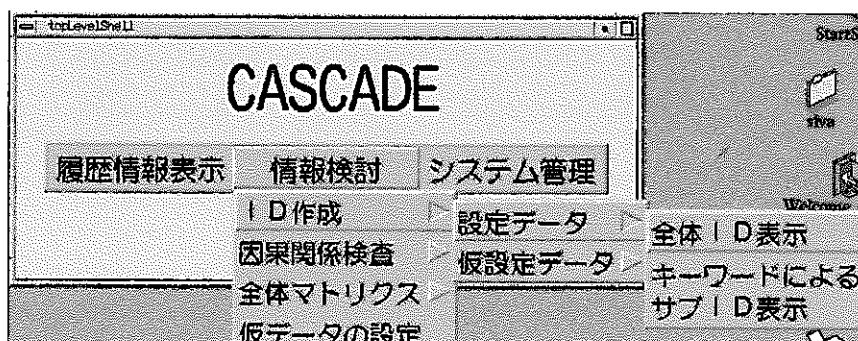 topLevelShell
StartS
CASCADE
siva
履歴情報表示 情報検討 システム管理
Welcome
ID作成 設定データ 全体ID表示
因果関係検査 仮設定データ キーワードによる
サブID表示
全体マトリクス
仮データの設定